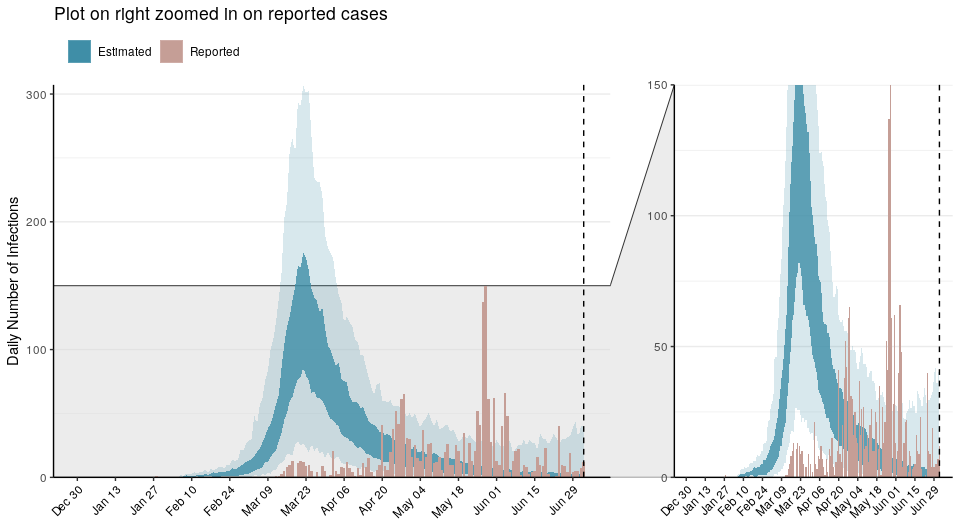 Plot on right zoomed in on reported cases
Estimated Reported
Daily Number of Infections
300
200
100
0
Dec 30 Jan 13 Jan 27 Feb 10 Feb 24 Mar 09 Mar 23 Apr 06 Apr 20 May 04 May 18 Jun 01 Jun 15 Jun 29
150
100
50
0
Dec 30 Jan 13 Jan 27 Feb 10 Feb 24 Mar 09 Mar 23 Apr 06 Apr 20 May 04 May 18 Jun 01 Jun 15 Jun 29